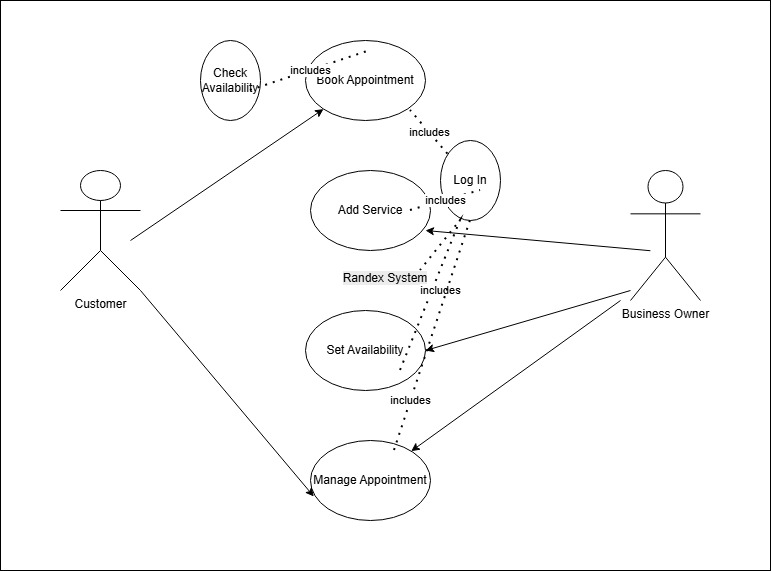 Check
Availability
includes
Book Appointment
includes
Log In
Add Service
includes
Randex System
includes
Customer
Business Owner
Set Availability
includes
Manage Appointment